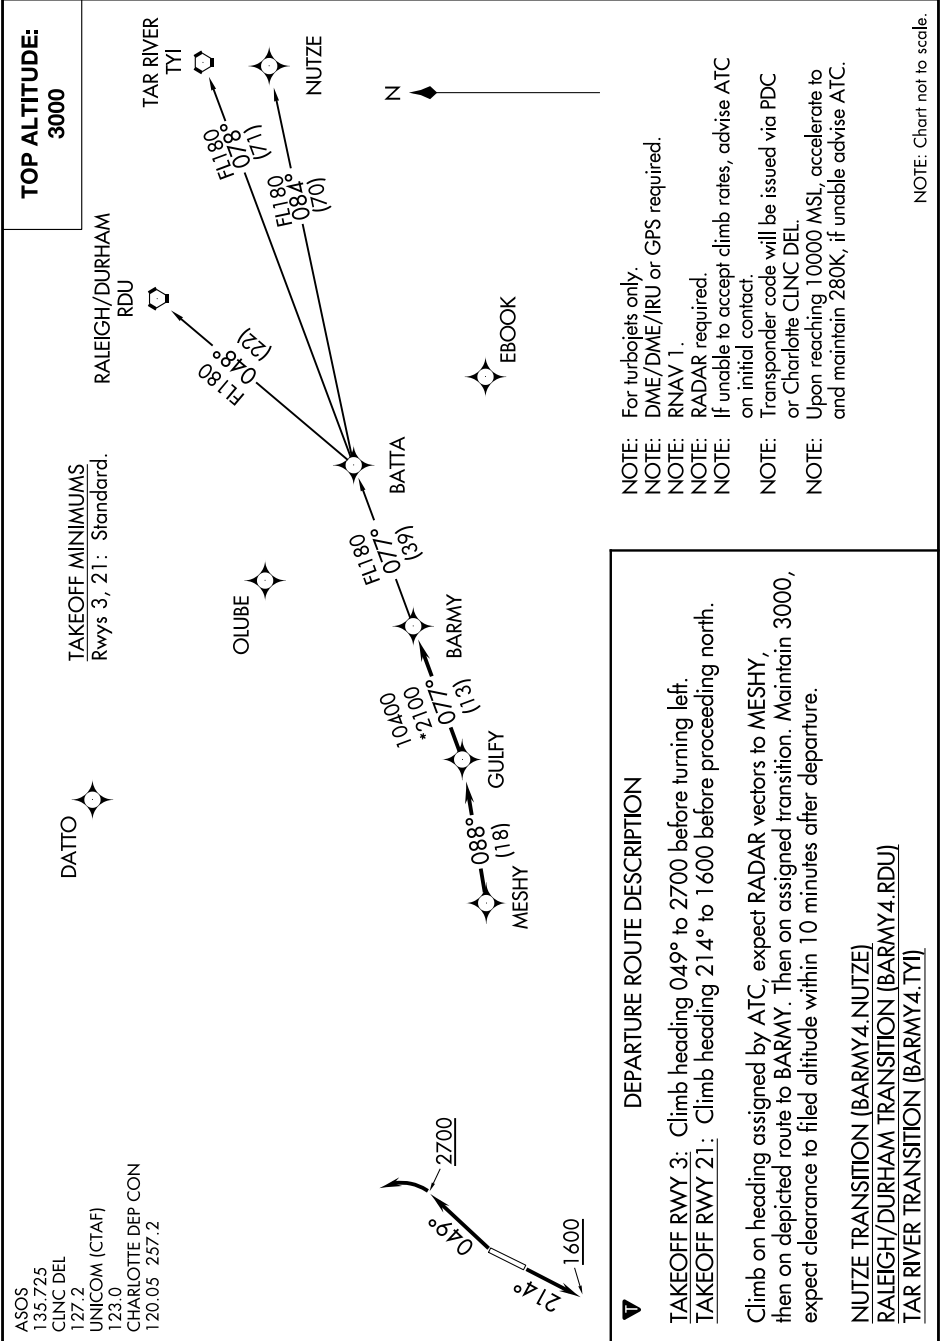 ASOS
135.725
CLNC DEL
127.2
UNICOM (CTAF)
123.0
CHARLOTTE DEP CON
120.05 257.2
TAKEOFF MINIMUMS
Rwys 3, 21: Standard.
TOP ALTITUDE:
3000
DATTO
OLUBE
RALEIGH/DURHAM
RDU
TAR RIVER
TYI
NUTZE
N
FL180
048°
(22)
FL180
078°
(71)
FL180
084°
(70)
MESHY
088°
(18)
GULFY
10400
*2100
077°
(13)
BARMY
FL180
077°
(39)
BATTA
EBOOK
049°
2700
214°
1600
T
DEPARTURE ROUTE DESCRIPTION
TAKEOFF RWY 3: Climb heading 049° to 2700 before turning left.
TAKEOFF RWY 21: Climb heading 214° to 1600 before proceeding north.
Climb on heading assigned by ATC, expect RADAR vectors to MESHY,
then on depicted route to BARMY. Then on assigned transition. Maintain 3000,
expect clearance to filed altitude within 10 minutes after departure.
NUTZE TRANSITION (BARMY4.NUTZE)
RALEIGH/DURHAM TRANSITION (BARMY4.RDU)
TAR RIVER TRANSITION (BARMY4.TYI)
NOTE: For turbojets only.
NOTE: DME/DME/IRU or GPS required.
NOTE: RNAV 1.
NOTE: RADAR required.
NOTE: If unable to accept climb rates, advise ATC
on initial contact.
NOTE: Transponder code will be issued via PDC
or Charlotte CLNC DEL.
NOTE: Upon reaching 10000 MSL, accelerate to
and maintain 280K, if unable advise ATC.
NOTE: Chart not to scale.